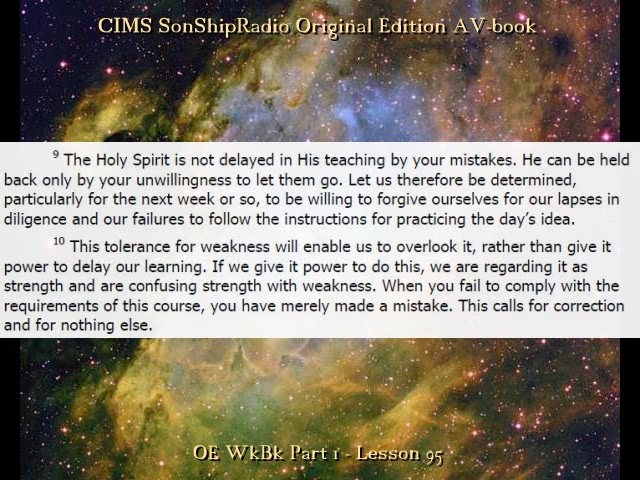 CIMS SonShipRadio Original Edition AV-book
9 The Holy Spirit is not delayed in His teaching by your mistakes. He can be held
back only by your unwillingness to let them go. Let us therefore be determined,
particularly for the next week or so, to be willing to forgive ourselves for our lapses in
diligence and our failures to follow the instructions for practicing the day’s idea.
10 This tolerance for weakness will enable us to overlook it, rather than give it
power to delay our learning. If we give it power to do this, we are regarding it as
strength and are confusing strength with weakness. When you fail to comply with the
requirements of this course, you have merely made a mistake. This calls for correction
and for nothing else.
OE WkBk Part 1 - Lesson 95